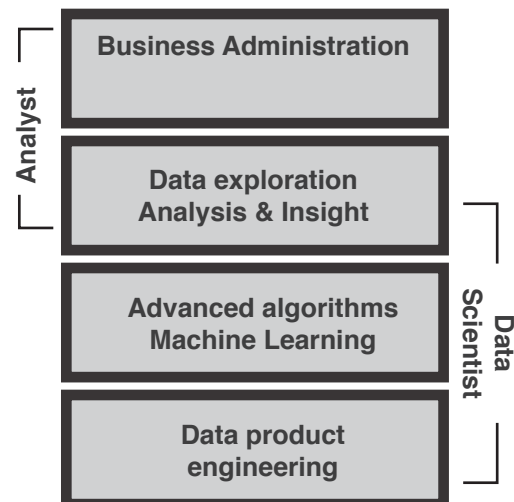 Business Administration
Analyst
Data exploration
Analysis & Insight
Advanced algorithms
Machine Learning
Data
Scientist
Data product
engineering